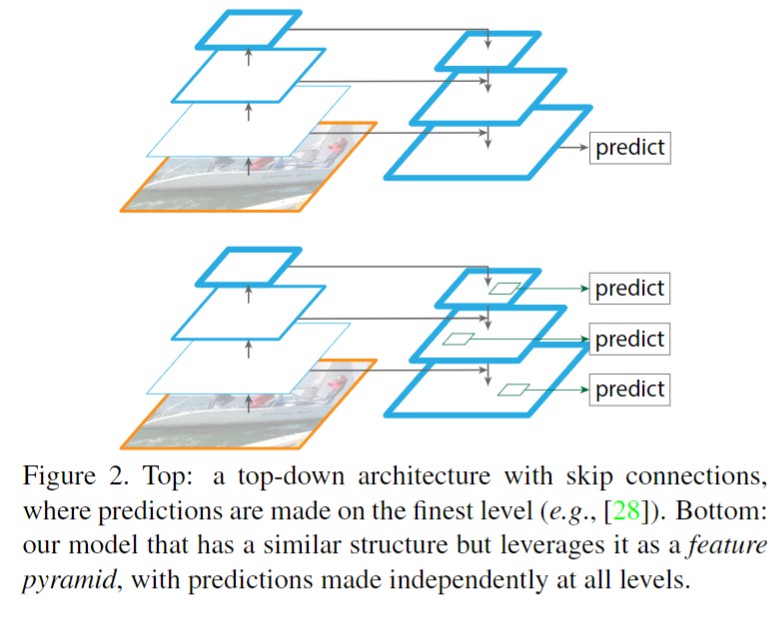 predict
predict
predict
predict
Figure 2. Top: a top-down architecture with skip connections,
where predictions are made on the finest level (e.g., [28]). Bottom:
our model that has a similar structure but leverages it as a feature
pyramid, with predictions made independently at all levels.